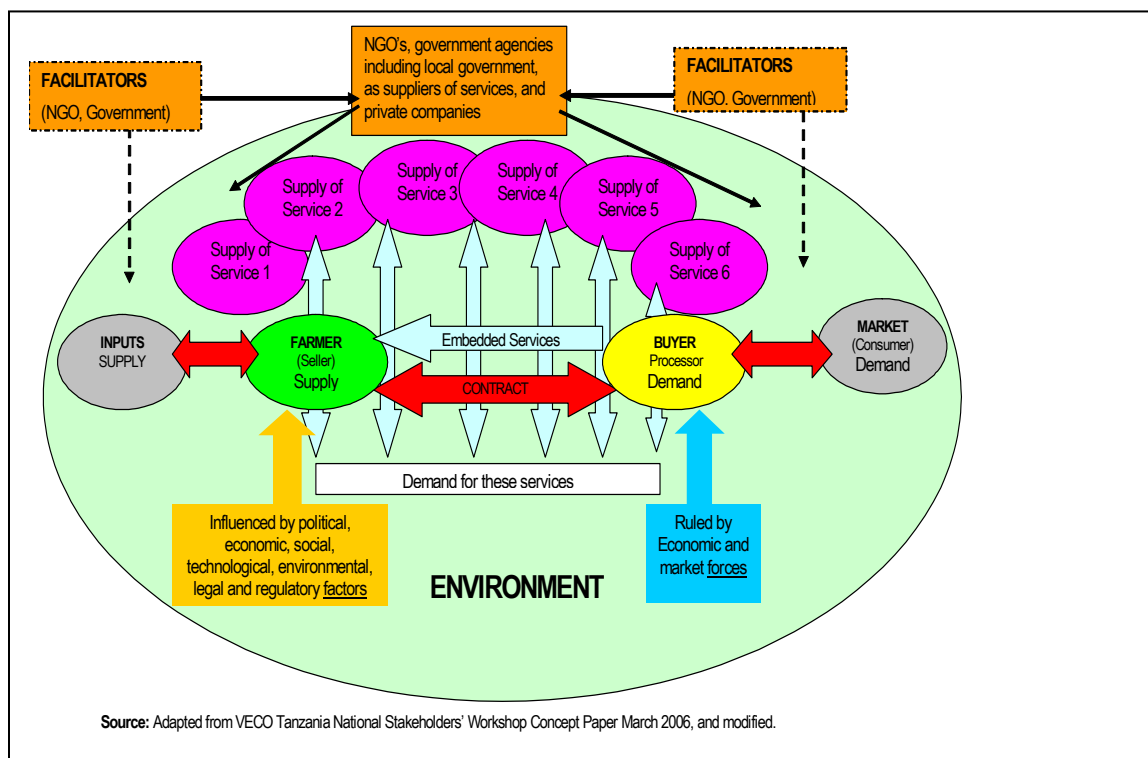 NGO's, government agencies
including local government,
as suppliers of services, and
private companies
FACILITATORS
(NGO, Government)
FACILITATORS
(NGO. Government)
Supply of
Service 1
Supply of
Service 2
Supply of
Service 3
Supply of
Service 4
Supply of
Service 5
Supply of
Service 6
INPUTS
SUPPLY
FARMER
(Seller)
Supply
Embedded Services
CONTRACT
BUYER
Processor
Demand
MARKET
(Consumer)
Demand
Demand for these services
Influenced by political,
economic, social,
technological, environmental,
legal and regulatory factors
Ruled by
Economic and
market forces
ENVIRONMENT
Source: Adapted from VECO Tanzania National Stakeholders' Workshop Concept Paper March 2006, and modified.